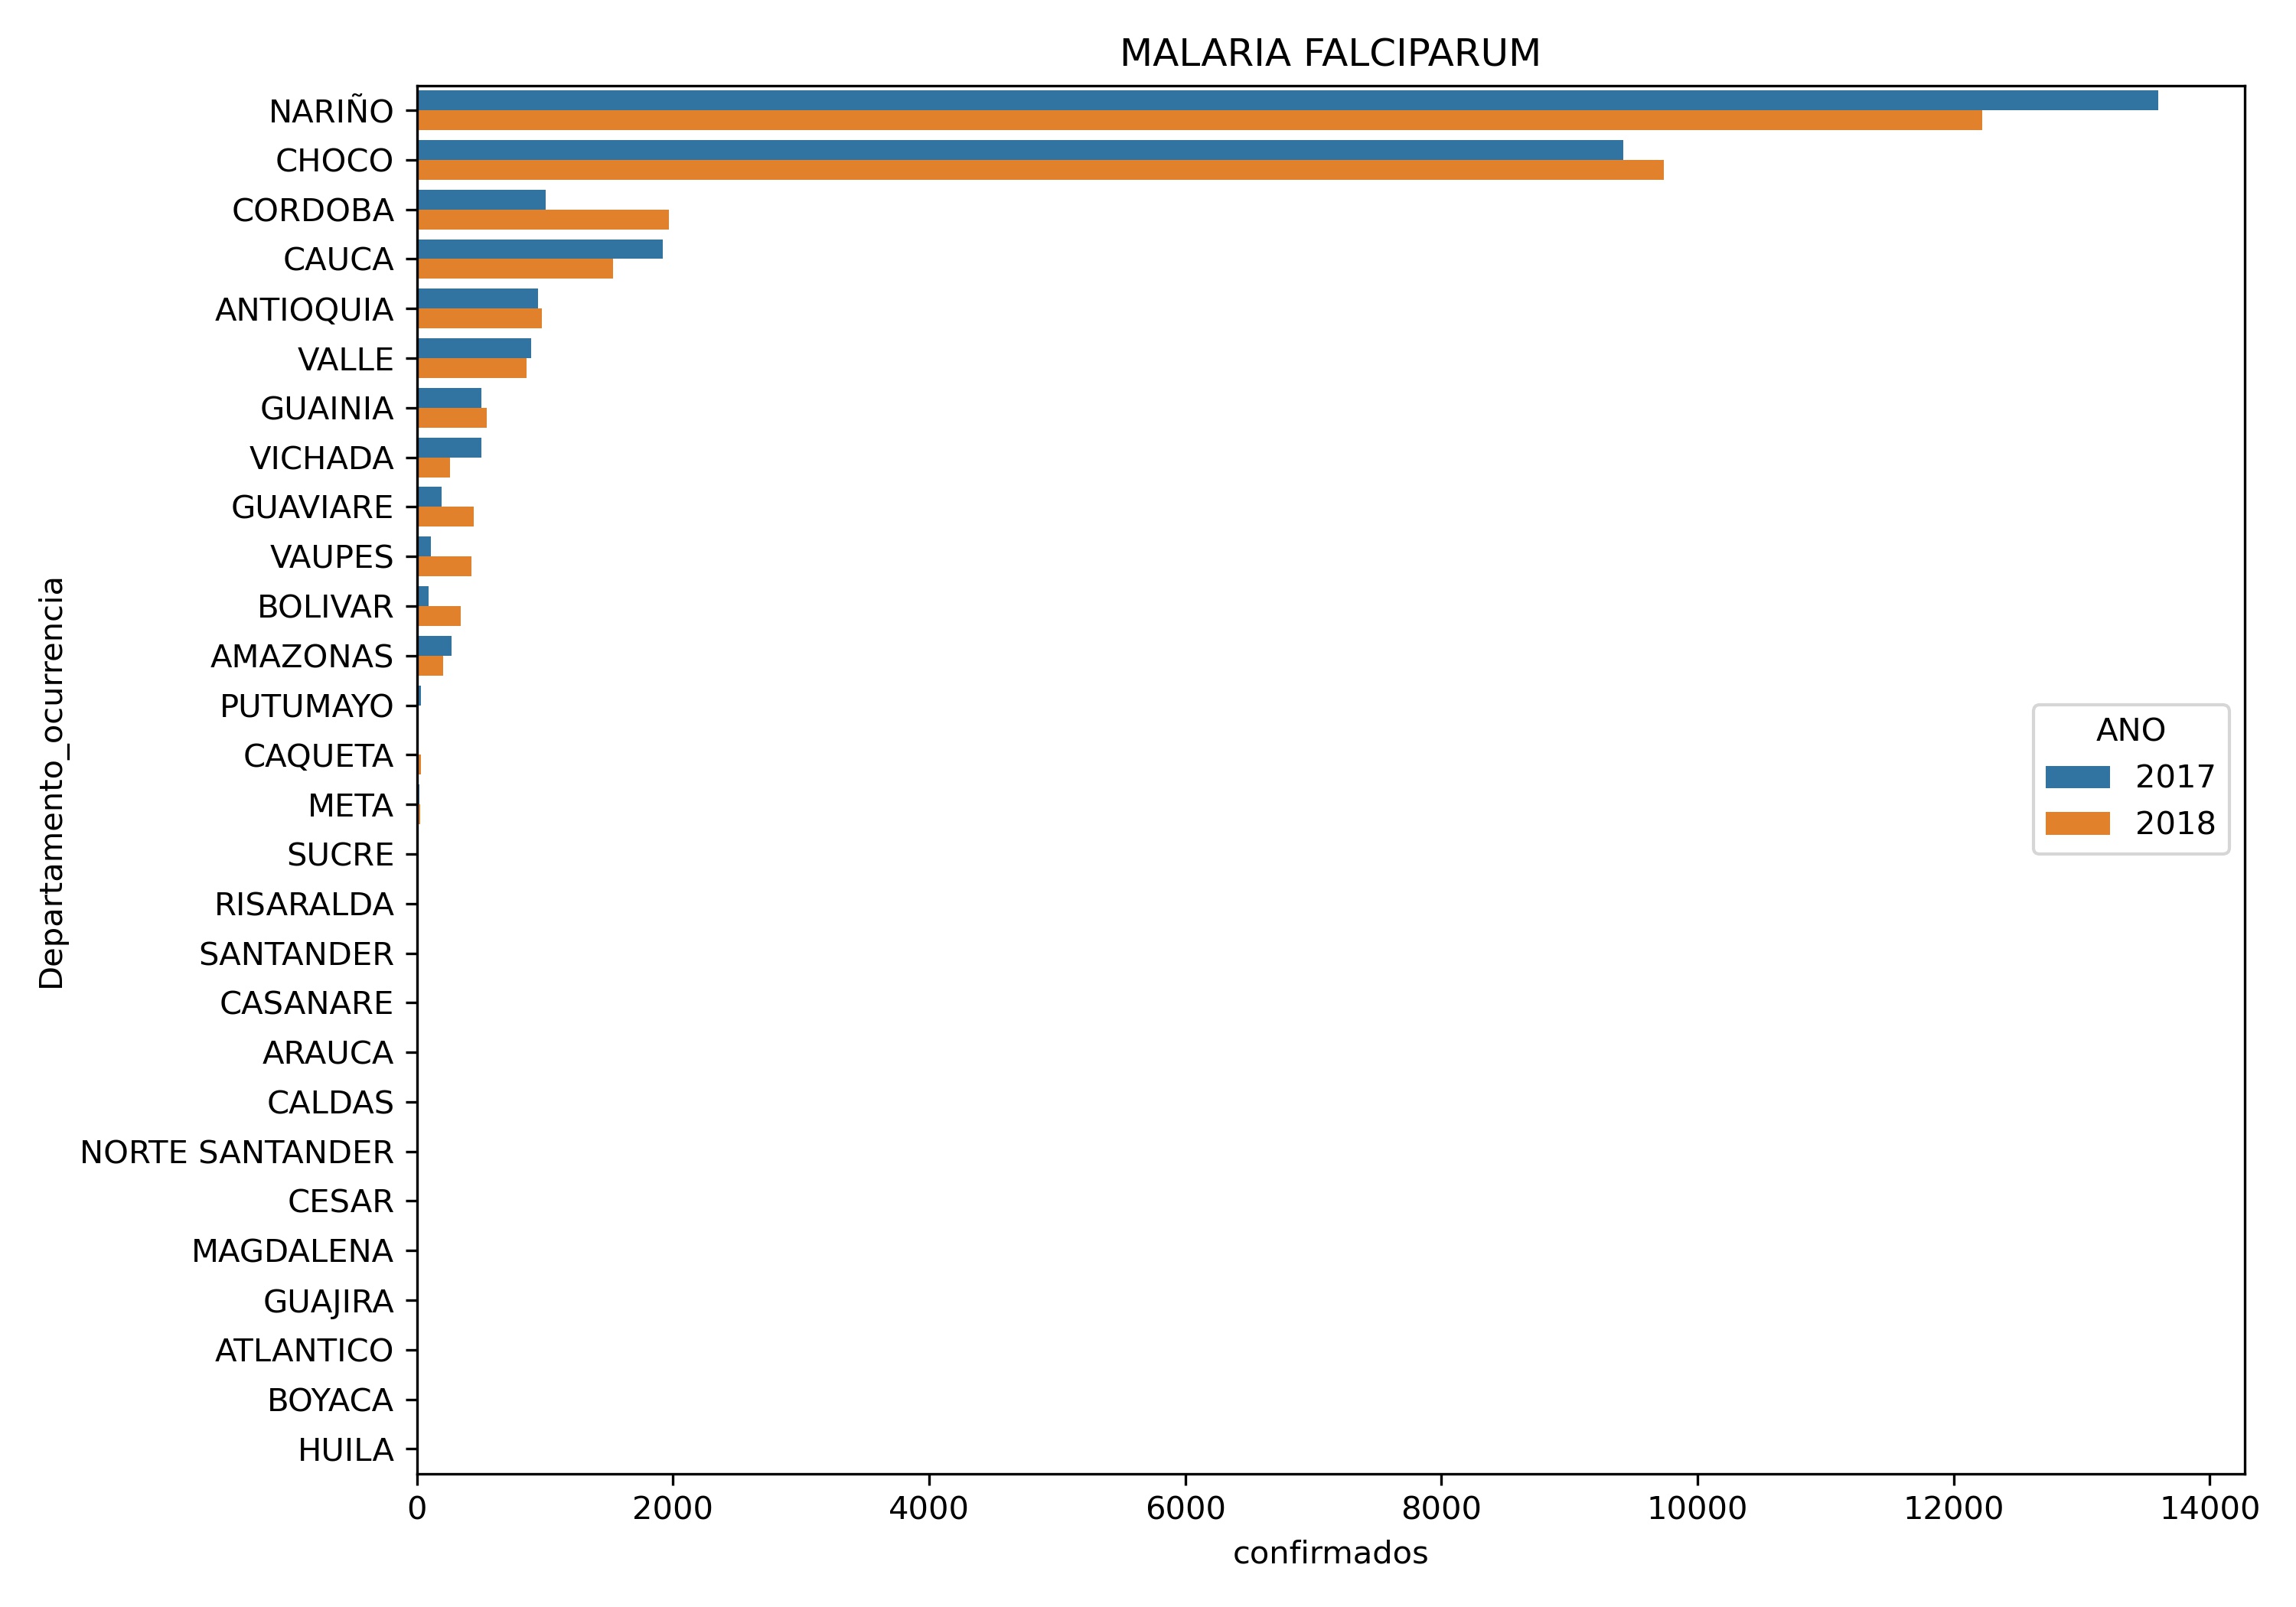 MALARIA FALCIPARUM
Departamento_ocurrencia
NARIÑO
CHOCO
CORDOBA
CAUCA
ANTIOQUIA
VALLE
GUAINIA
VICHADA
GUAVIARE
VAUPES
BOLIVAR
AMAZONAS
PUTUMAYO
CAQUETA
META
SUCRE
RISARALDA
SANTANDER
CASANARE
ARAUCA
CALDAS
NORTE SANTANDER
CESAR
MAGDALENA
GUAJIRA
ATLANTICO
BOYACA
HUILA
ANO
2017
2018
0 2000 4000 6000 8000 10000 12000 14000
confirmados